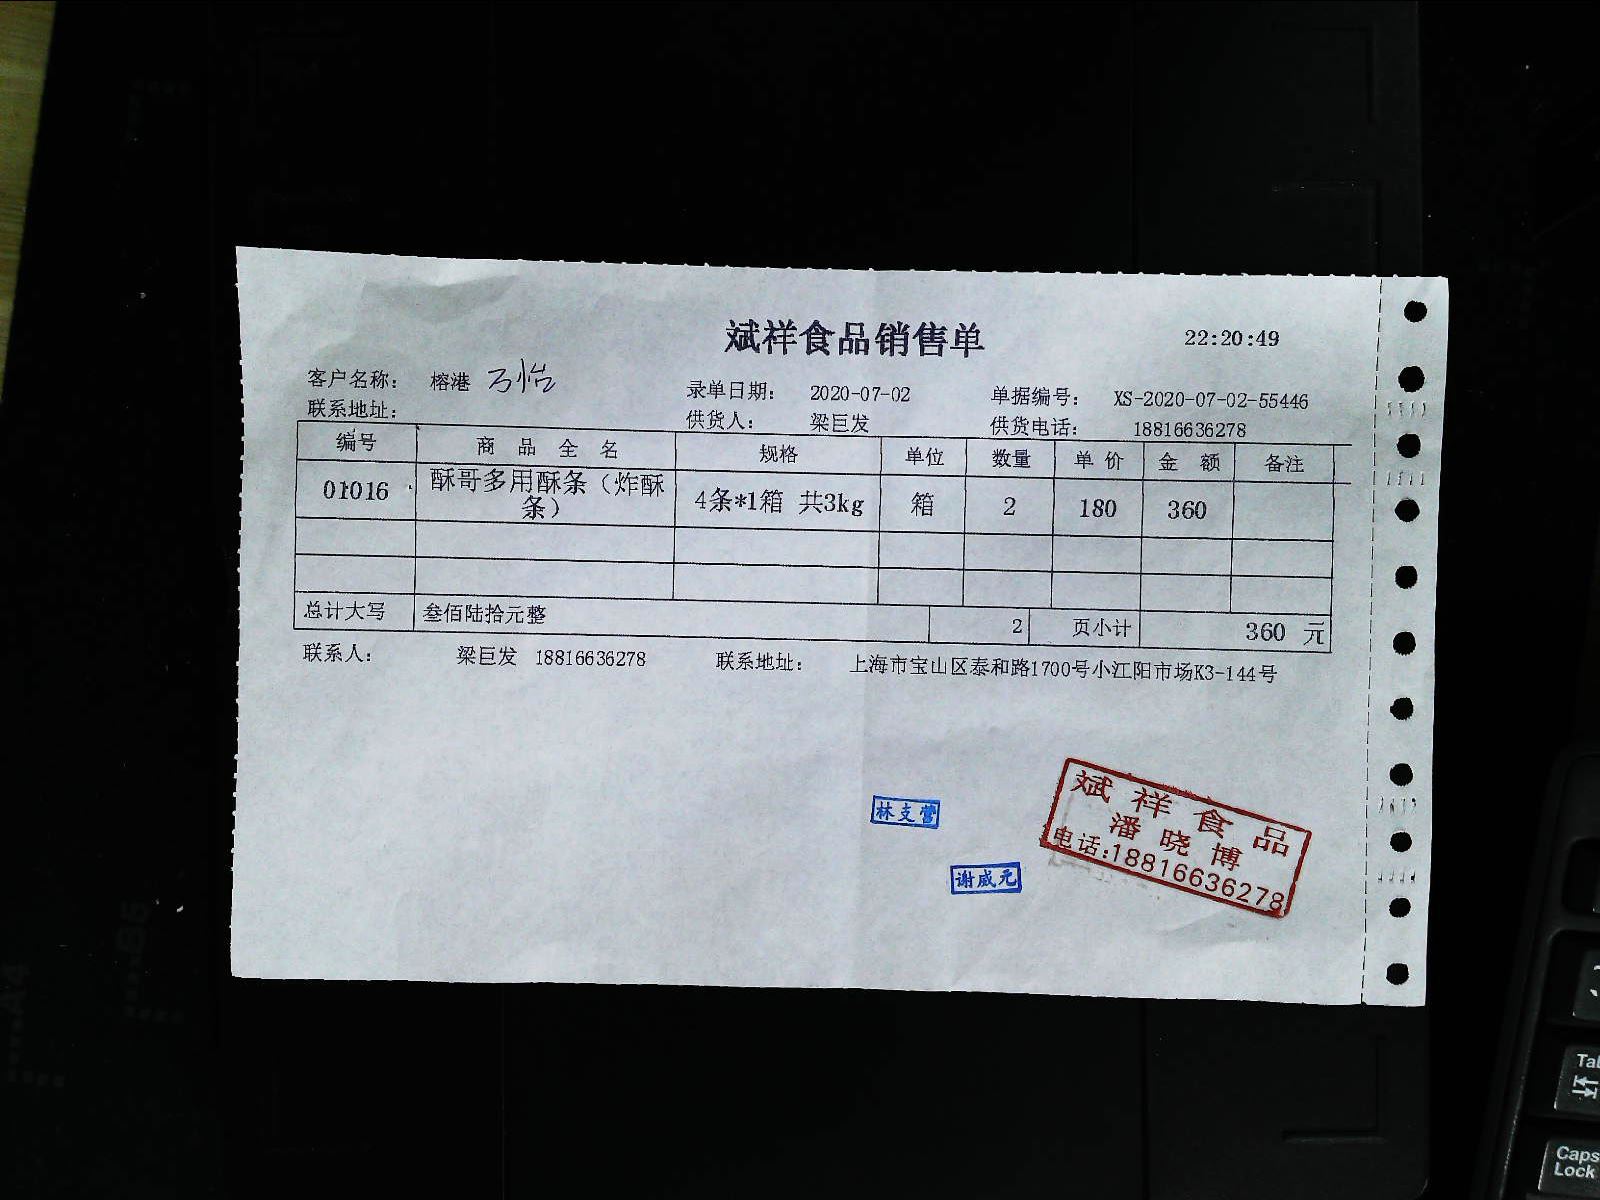 斌祥食品销售单
22:20:49
客户名称： 榕港
录单日期： 2020-07-02 单据编号： XS-2020-07-02-55446
联系地址：
供货人： 梁巨发 供货电话： 18816636278
编号 商品全名 规格 单位 数量 单价 金额 备注
01016 酥哥多用酥条（炸酥
条） 4条*1箱 共3kg 箱 2 180 360
总计大写 叁佰陆拾元整 2 页小计 360 元
联系人： 梁巨发 18816636278 联系地址： 上海市宝山区泰和路1700号小江阳市场K3-144号
林支营
谢威元
斌祥食品
潘晓博
电话:18816636278
Caps
Lock